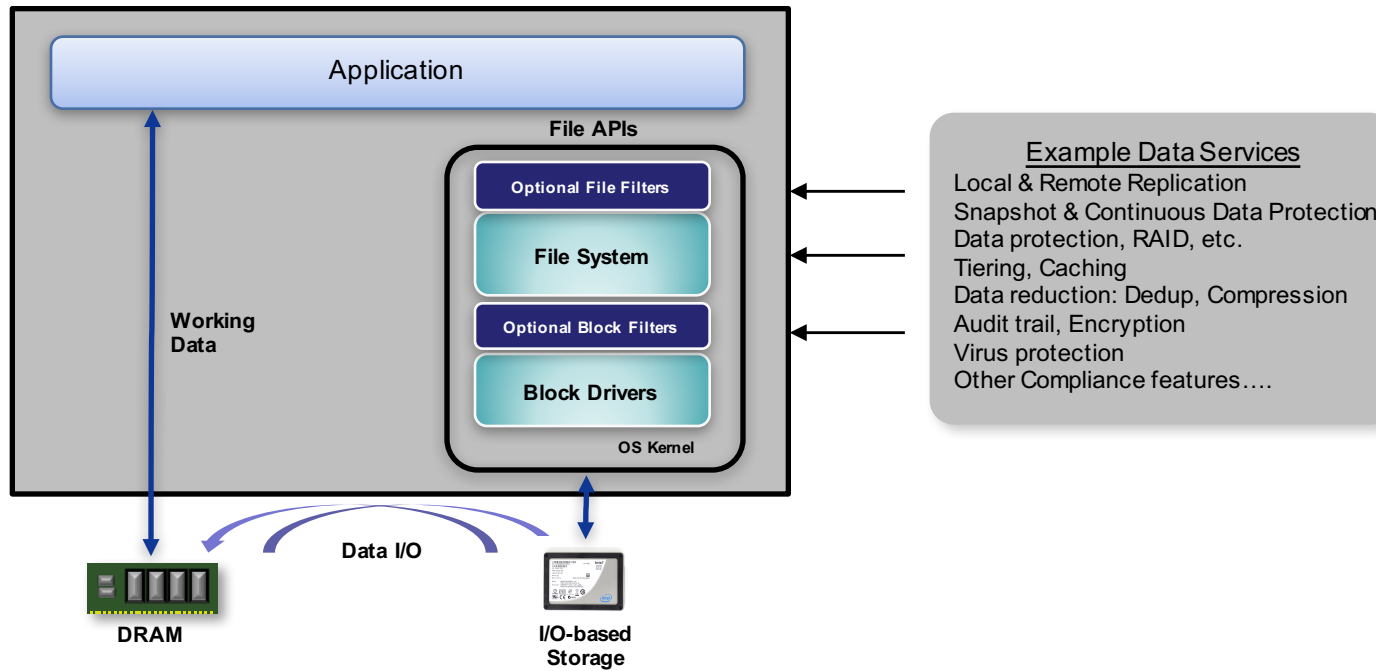 Application
File APIs
Optional File Filters
File System
Optional Block Filters
Block Drivers
OS Kernel
Working
Data
Data I/O
DRAM
I/O-based
Storage
Example Data Services
Local & Remote Replication
Snapshot & Continuous Data Protection
Data protection, RAID, etc.
Tiering, Caching
Data reduction: Dedup, Compression
Audit trail, Encryption
Virus protection
Other Compliance features….